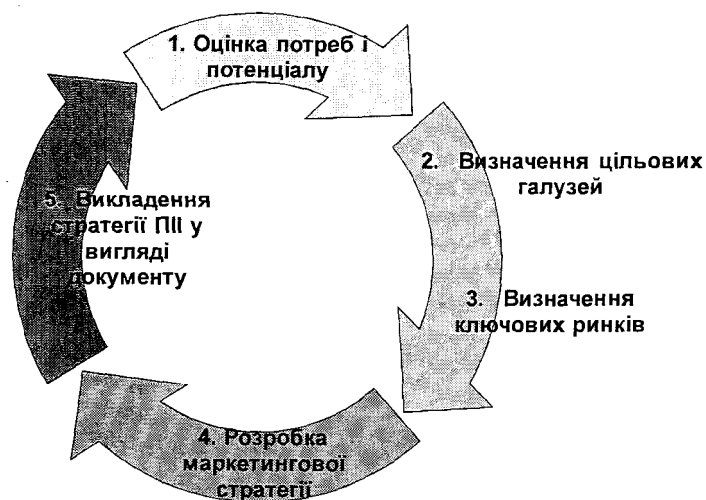 1. Оцінка потреб і
потенціалу
2. Визначення цільових
галузей
3. Визначення
ключових ринків
4. Розробка
маркетингової
стратегії
5. Викладення
стратегії ПІІ у
вигляді
документу